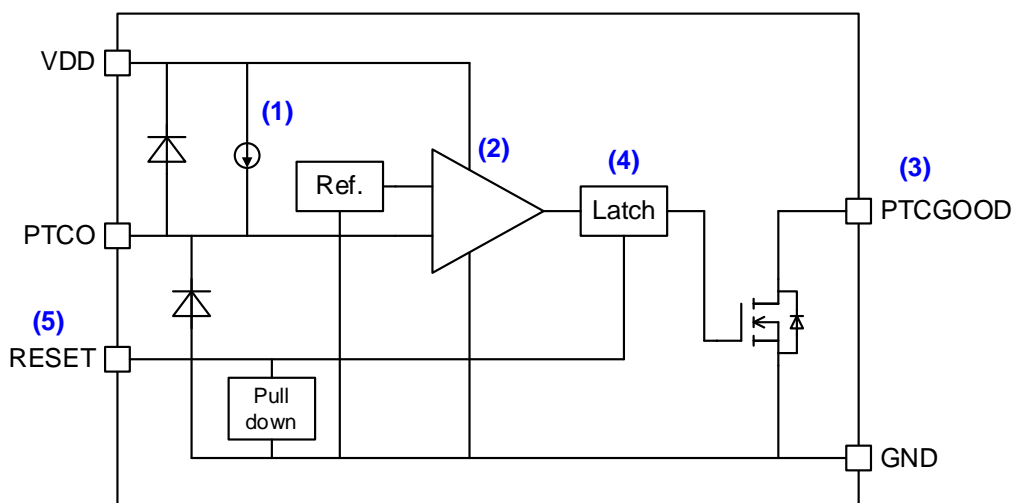 VDD
(1)
(2)
(4)
(3)
Ref.
Latch
PTCGOOD
PTCO
(5)
RESET
Pull
down
GND